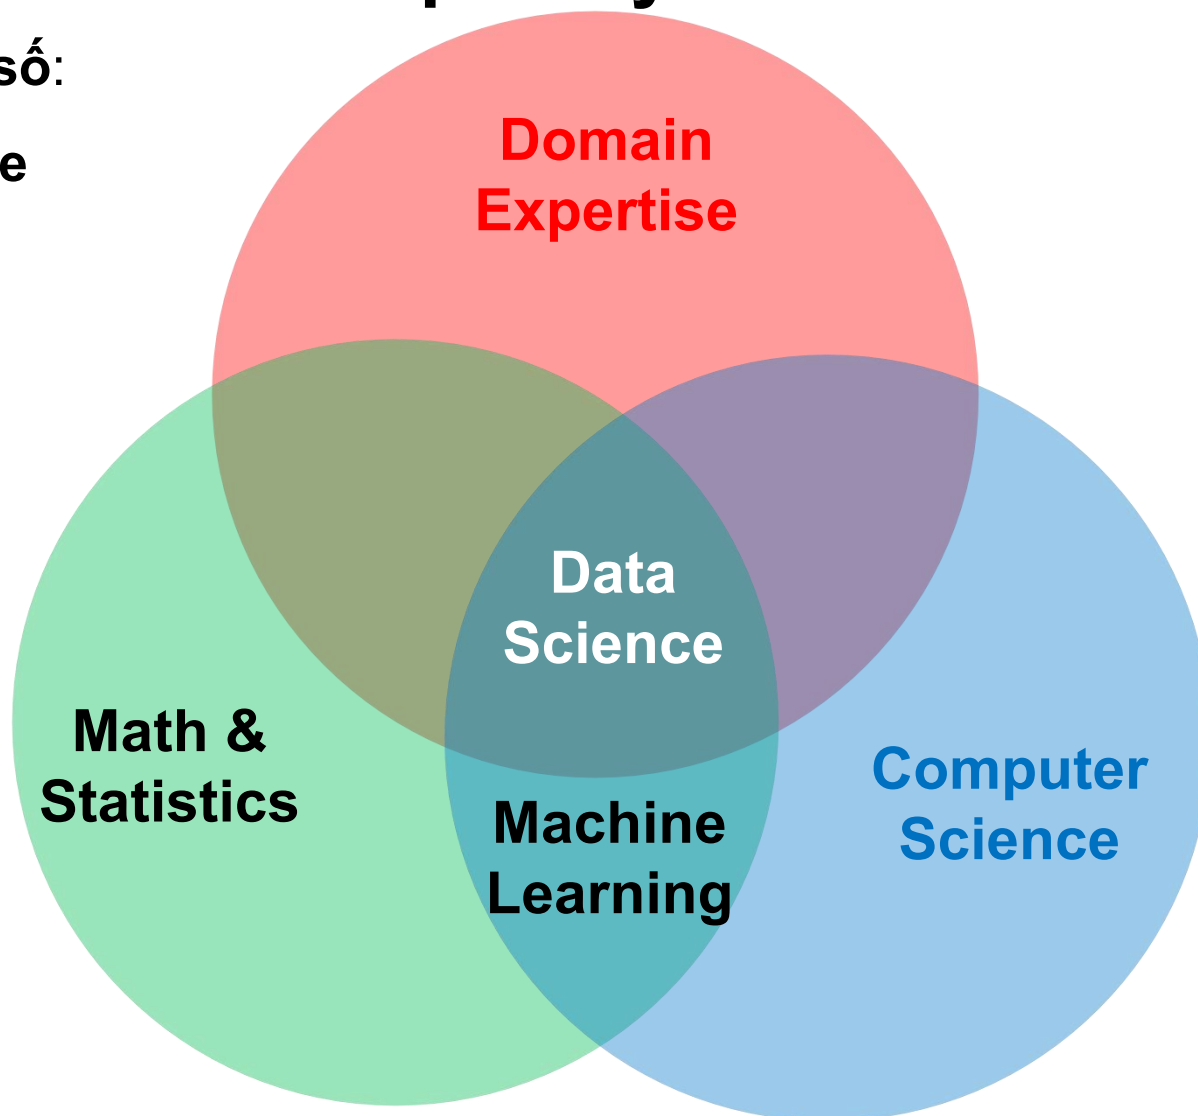 số:
e
Domain
Expertise
Data
Science
Math &
Statistics
Computer
Science
Machine
Learning